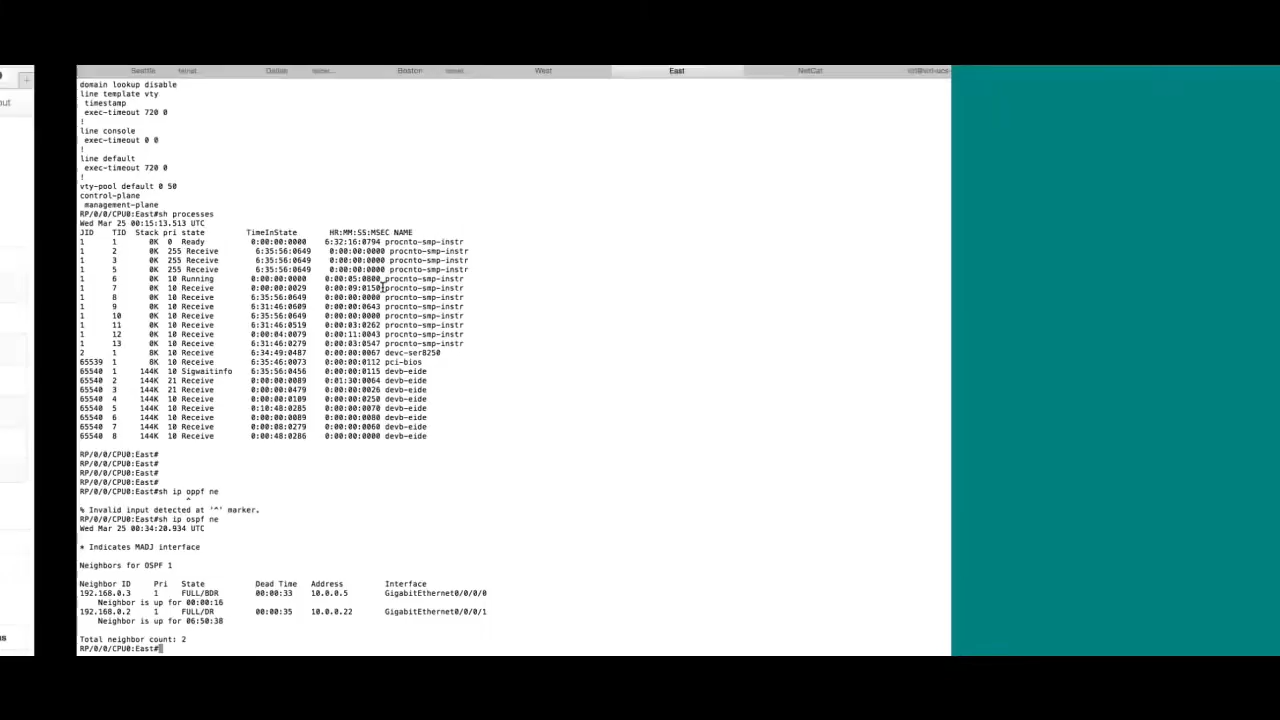 Seattle telnet... Dallas Boston West East NetCat
out
domain lookup disable
line template vty
timestamp
exec-timeout 720 0
!
line console
exec-timeout 0 0
!
line default
exec-timeout 720 0
!
vty-pool default 0 50
control-plane
management-plane
RP/0/0/CPU0:East#sh processes
Wed Mar 25 00:15:13.513 UTC
JID TID Stack pri state TimeInState HR:MM:SS:MSEC NAME
1 1 0K 0 Ready 0:00:00:0000 6:32:16:0794 procnto-smp-instr
1 2 0K 255 Receive 6:35:56:0649 0:00:00:0000 procnto-smp-instr
1 3 0K 255 Receive 6:35:56:0649 0:00:00:0000 procnto-smp-instr
1 5 0K 255 Receive 6:35:56:0649 0:00:00:0000 procnto-smp-instr
1 6 0K 10 Running 0:00:00:0000 0:00:05:0800 procnto-smp-instr
1 7 0K 10 Receive 0:00:00:0029 0:00:09:0150 procnto-smp-instr
1 8 0K 10 Receive 6:35:56:0649 0:00:00:0000 procnto-smp-instr
1 9 0K 10 Receive 6:31:46:0609 0:00:00:0643 procnto-smp-instr
1 10 0K 10 Receive 6:35:56:0649 0:00:00:0000 procnto-smp-instr
1 11 0K 10 Receive 6:31:46:0519 0:00:03:0262 procnto-smp-instr
1 12 0K 10 Receive 0:00:04:0079 0:00:11:0043 procnto-smp-instr
1 13 0K 10 Receive 6:31:46:0279 0:00:03:0547 procnto-smp-instr
2 1 8K 10 Receive 6:34:49:0487 0:00:00:0067 devc-ser8250
65539 1 8K 10 Receive 6:35:46:0073 0:00:00:0112 pci-bios
65540 1 144K 10 Sigwaitinfo 6:35:56:0456 0:00:00:0115 devb-eide
65540 2 144K 21 Receive 0:00:00:0089 0:01:30:0064 devb-eide
65540 3 144K 21 Receive 0:00:00:0479 0:00:00:0026 devb-eide
65540 4 144K 10 Receive 0:00:00:0109 0:00:00:0250 devb-eide
65540 5 144K 10 Receive 0:10:48:0285 0:00:00:0070 devb-eide
65540 6 144K 10 Receive 0:00:00:0089 0:00:00:0080 devb-eide
65540 7 144K 10 Receive 0:00:08:0279 0:00:00:0060 devb-eide
65540 8 144K 10 Receive 0:00:48:0286 0:00:00:0000 devb-eide
RP/0/0/CPU0:East#
RP/0/0/CPU0:East#
RP/0/0/CPU0:East#
RP/0/0/CPU0:East#
RP/0/0/CPU0:East#sh ip oppf ne
^
% Invalid input detected at '^' marker.
RP/0/0/CPU0:East#sh ip ospf ne
Wed Mar 25 00:34:20.934 UTC
* Indicates MADJ interface
Neighbors for OSPF 1
Neighbor ID Pri State Dead Time Address Interface
192.168.0.3 1 FULL/BDR 00:00:33 10.0.0.5 GigabitEthernet0/0/0/0
Neighbor is up for 00:00:16
192.168.0.2 1 FULL/DR 00:00:35 10.0.0.22 GigabitEthernet0/0/0/1
Neighbor is up for 06:50:38
Total neighbor count: 2
RP/0/0/CPU0:East#